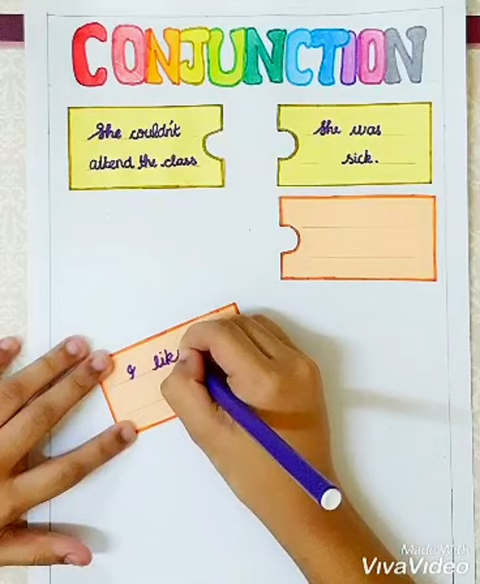 CONJUNCTION
She couldn't
attend the class
She was
sick.
I lik
Made With
VivaVideo